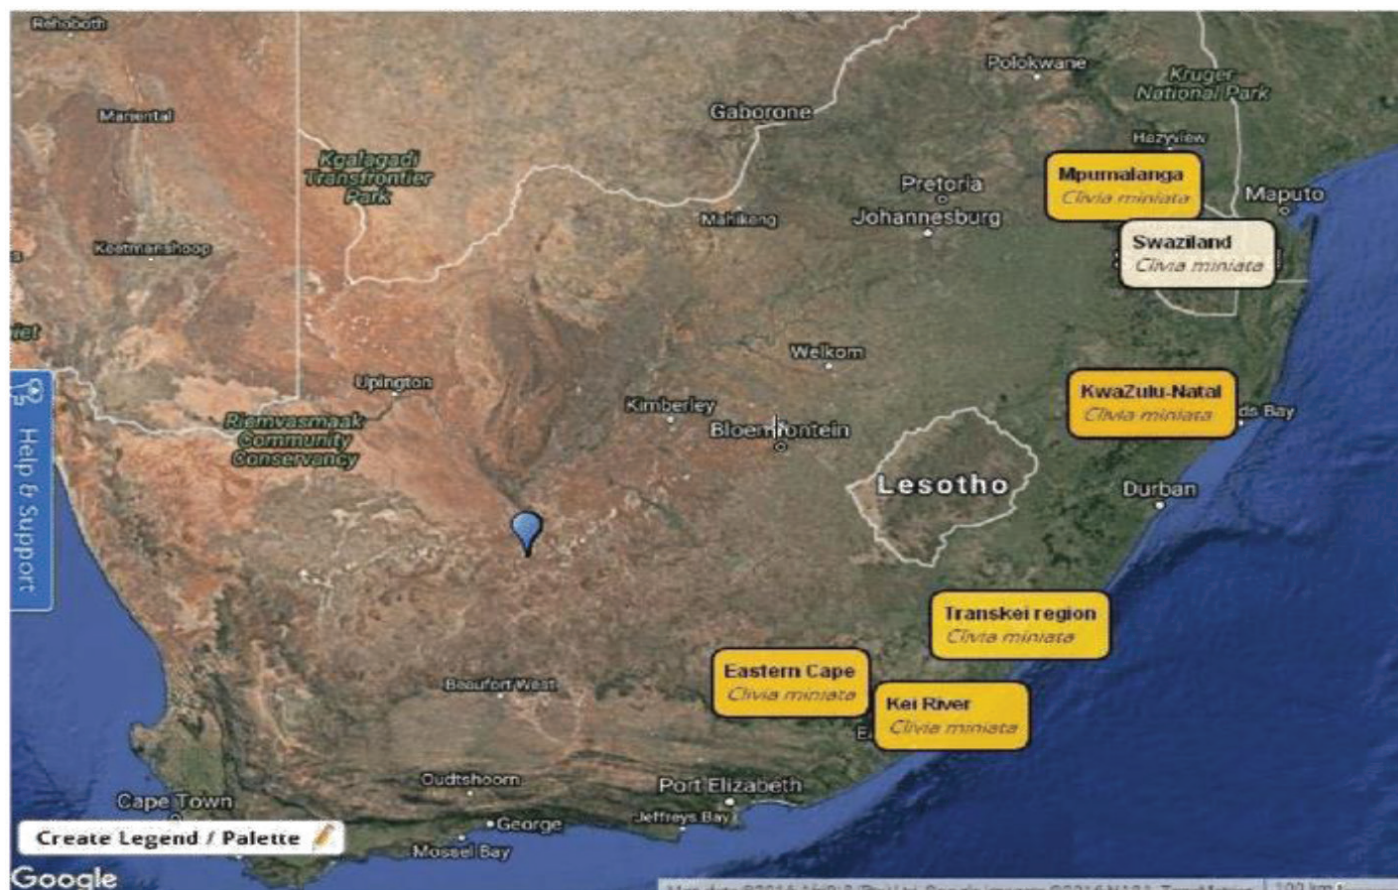 Rehoboth
Polokwane
Kruger
National Park
Mariental
Gaborone
Hazyview
Kgalagadi
Transfrontier
Park
Mpumalanga
Clivia miniata
Pretoria
Maputo
Johannesburg
Mahikeng
Swaziland
Clivia miniata
Keetmanshoop
Welkom
Upington
KwaZulu-Natal
Clivia miniata
ds Bay
Kimberley
Riemvasmaak
Community
Conservancy
Bloemfontein
Lesotho
Durban
Help & Support
Transkei region
Clivia miniata
Eastern Cape
Clivia miniata
Beaufort West
Kei River
Clivia miniata
Oudtshoorn
Port Elizabeth
Cape Town
Jeffreys Bay
George
Create Legend / Palette
Mossel Bay
Google